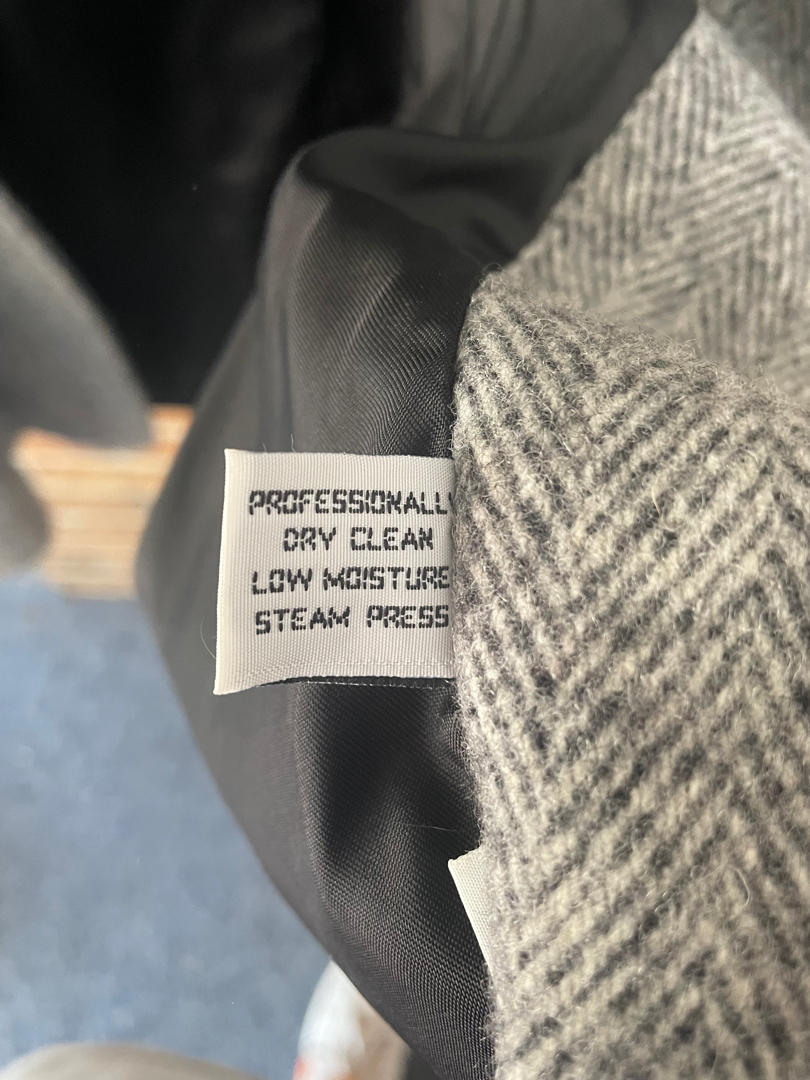 PROFESSIONALLY
DRY CLEAN
LOW MOISTURE
STEAM PRESS